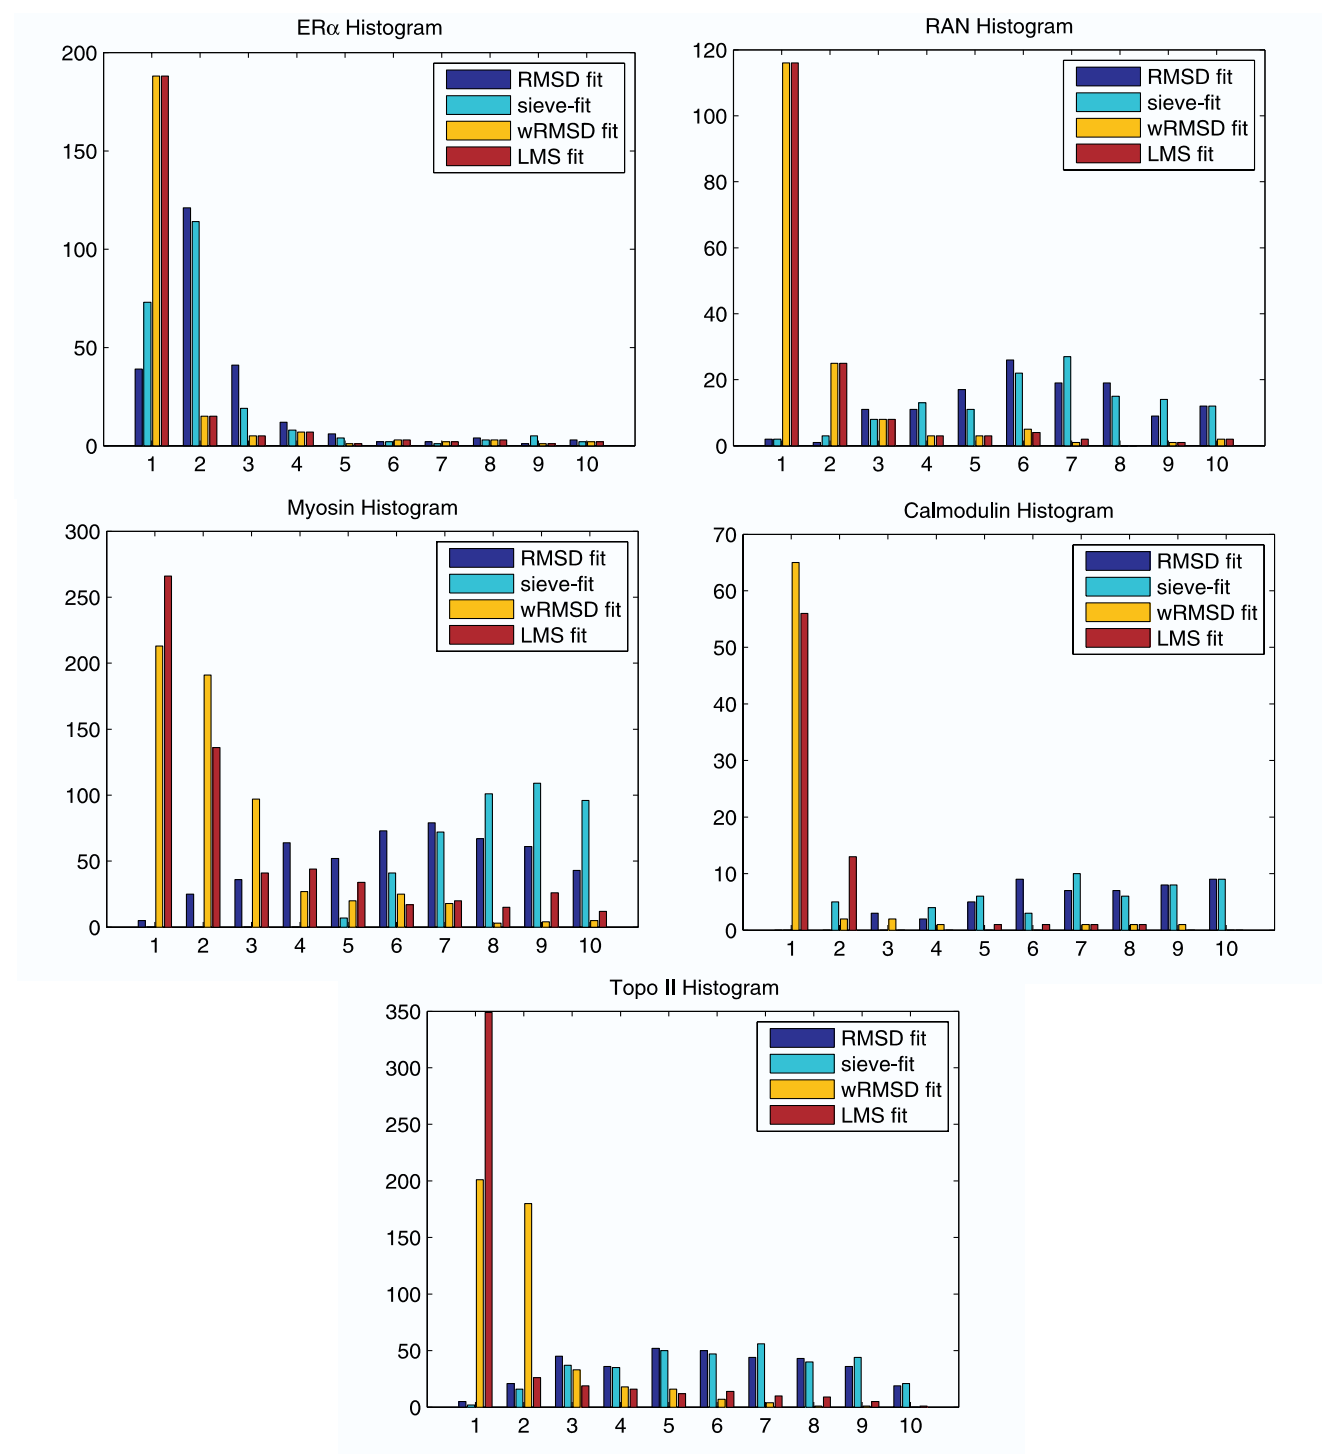 ERα Histogram
200
150
100
50
0
1 2 3 4 5 6 7 8 9 10
RMSD fit
sieve-fit
wRMSD fit
LMS fit
RAN Histogram
120
100
80
60
40
20
0
1 2 3 4 5 6 7 8 9 10
RMSD fit
sieve-fit
wRMSD fit
LMS fit
Myosin Histogram
300
250
200
150
100
50
0
1 2 3 4 5 6 7 8 9 10
RMSD fit
sieve-fit
wRMSD fit
LMS fit
Calmodulin Histogram
70
60
50
40
30
20
10
0
1 2 3 4 5 6 7 8 9 10
RMSD fit
sieve-fit
wRMSD fit
LMS fit
Topo II Histogram
350
300
250
200
150
100
50
0
1 2 3 4 5 6 7 8 9 10
RMSD fit
sieve-fit
wRMSD fit
LMS fit